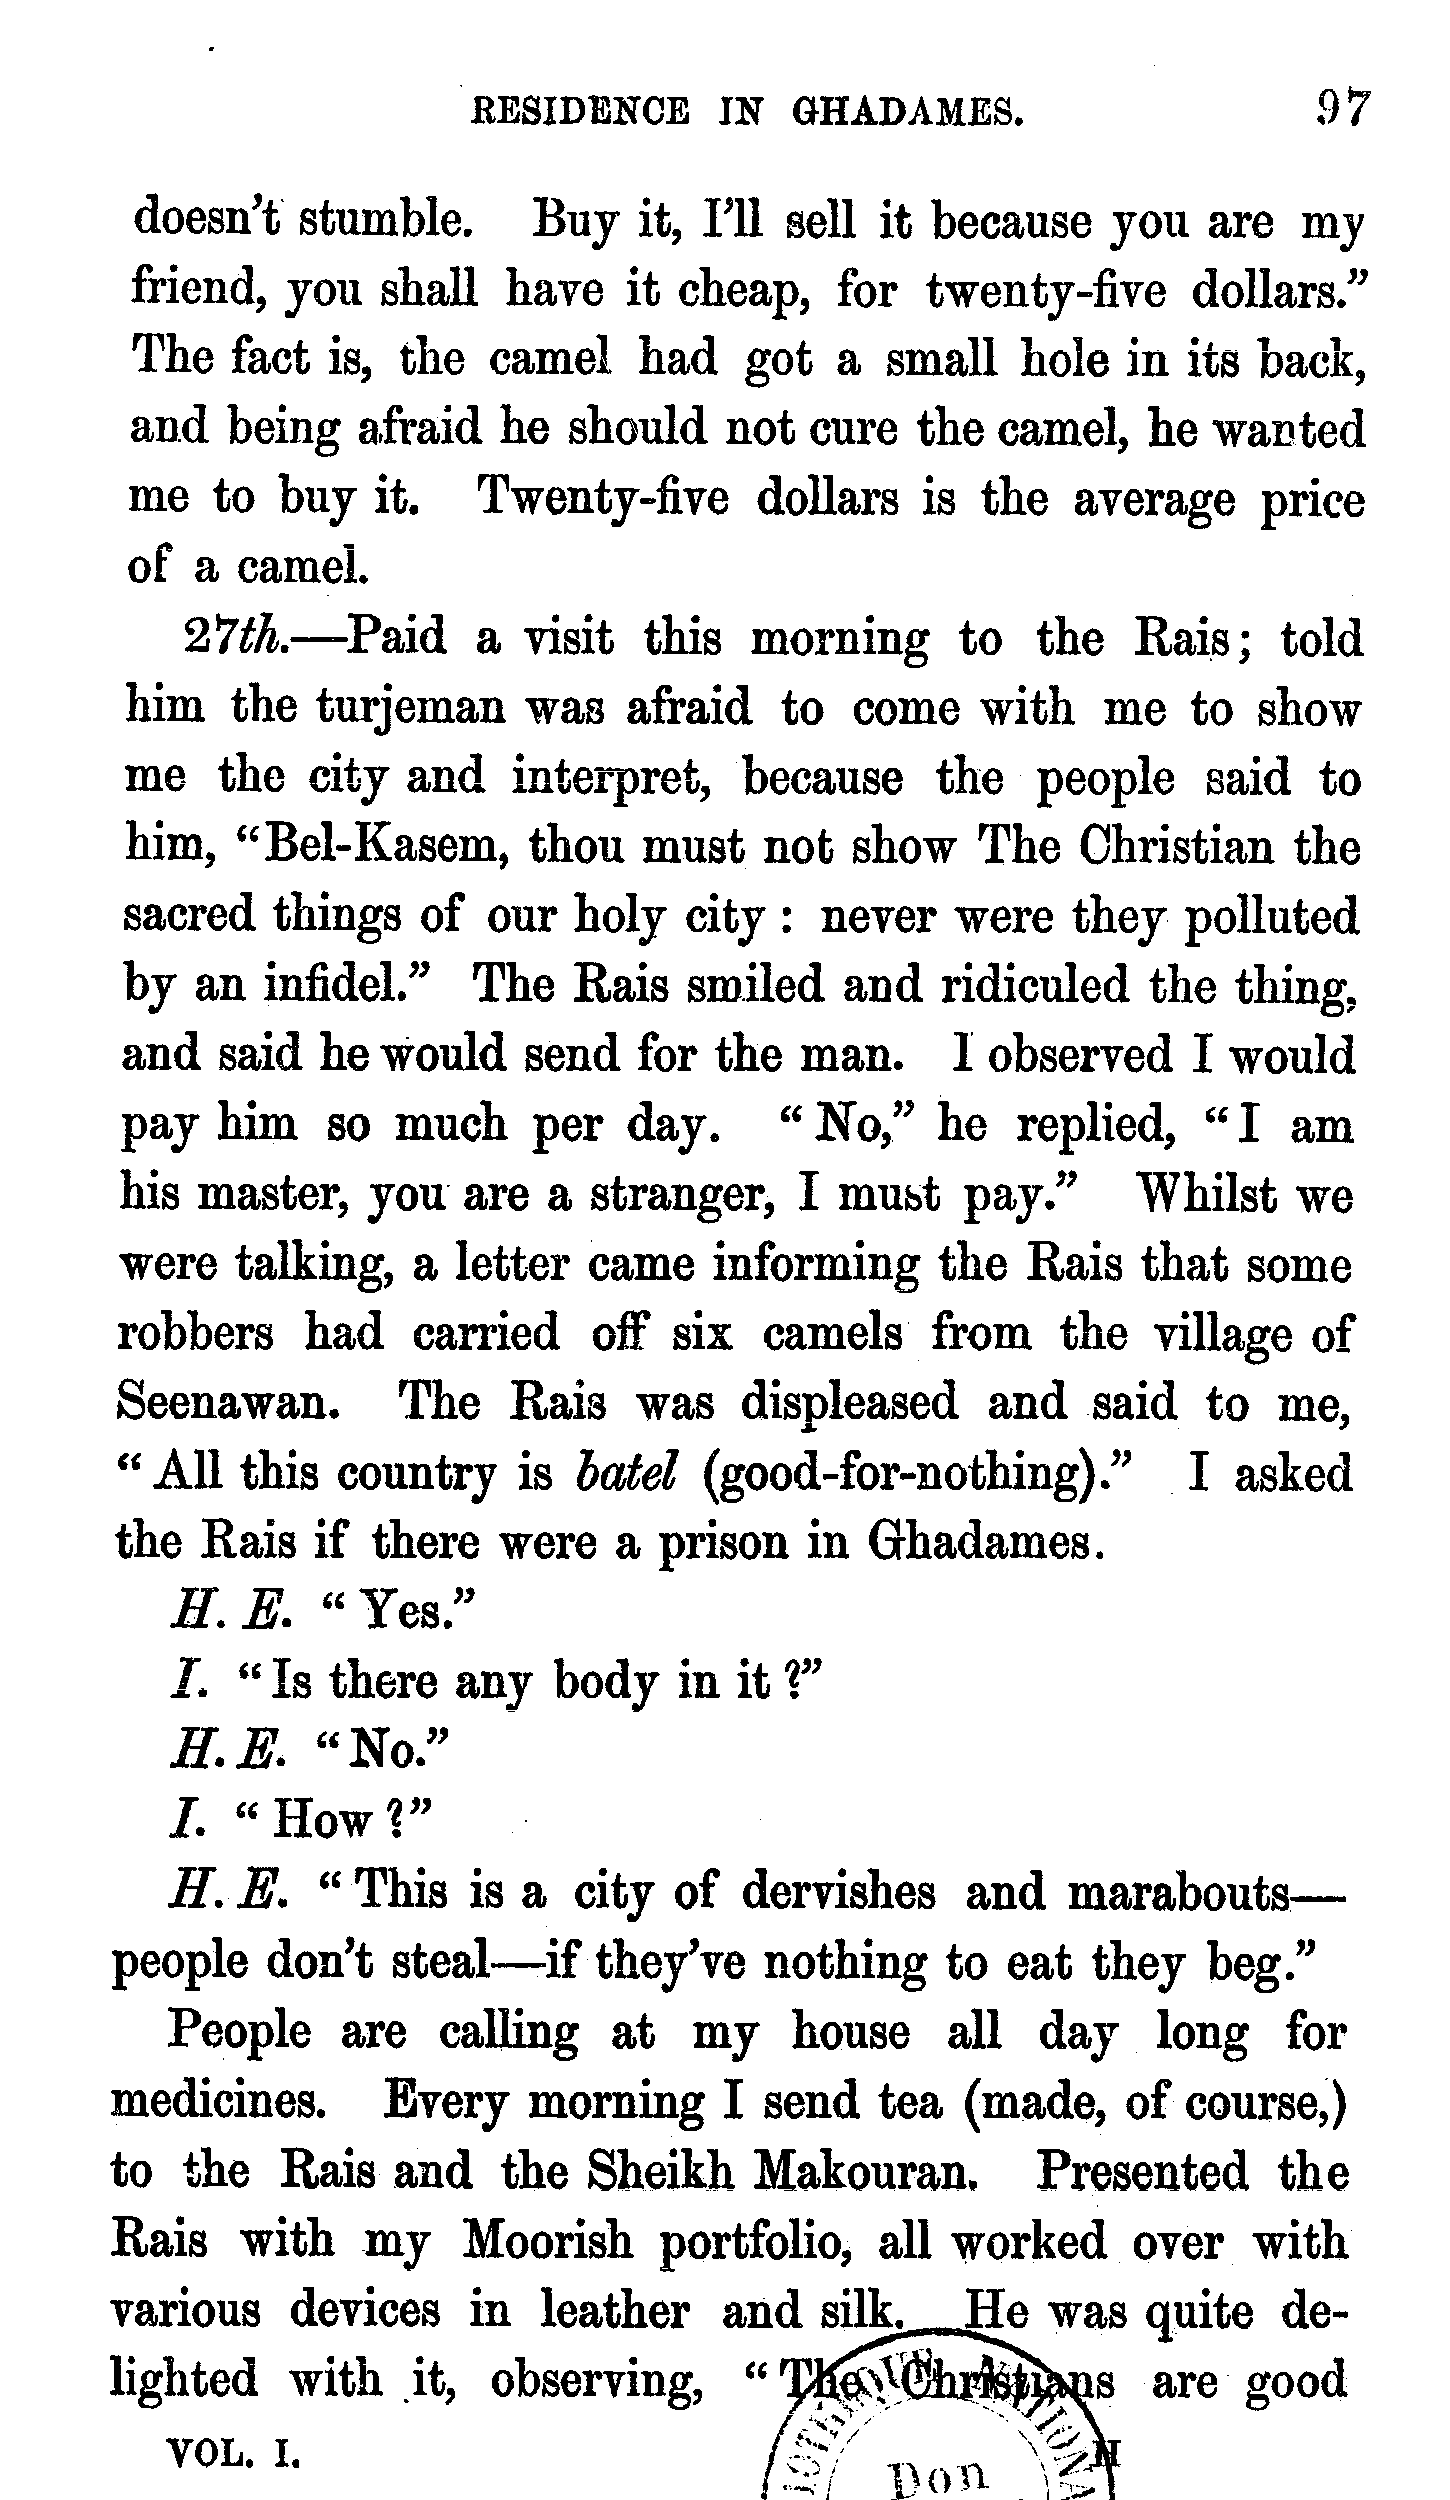 RESIDENCE IN GHADAMES. 97
doesn't stumble. Buy it, I'll sell it because you are my
friend, you shall have it cheap, for twenty-five dollars.”
The fact is, the camel had got a small hole in its back,
and being afraid he should not cure the camel, he wanted
me to buy it. Twenty-five dollars is the average price
of a camel.
27th.—Paid a visit this morning to the Rais; told
him the turjeman was afraid to come with me to show
me the city and interpret, because the people said to
him, “Bel-Kasem, thou must not show The Christian the
sacred things of our holy city : never were they polluted
by an infidel.” The Rais smiled and ridiculed the thing,
and said he would send for the man. I observed I would
pay him so much per day. “ No,” he replied, “ I am
his master, you are a stranger, I must pay.” Whilst we
were talking, a letter came informing the Rais that some
robbers had carried off six camels from the village of
Seenawan. The Rais was displeased and said to me,
“ All this country is batel (good-for-nothing).” I asked
the Rais if there were a prison in Ghadames.
H. E. “ Yes.”
I. “ Is there any body in it ?”
H. E. “ No.”
I. “ How ?”
H. E. “ This is a city of dervishes and marabouts—
people don't steal—if they've nothing to eat they beg.”
People are calling at my house all day long for
medicines. Every morning I send tea (made, of course,)
to the Rais and the Sheikh Makouran. Presented the
Rais with my Moorish portfolio, all worked over with
various devices in leather and silk. He was quite de-
lighted with it, observing, “ The Christians are good
VOL. I. H
Don